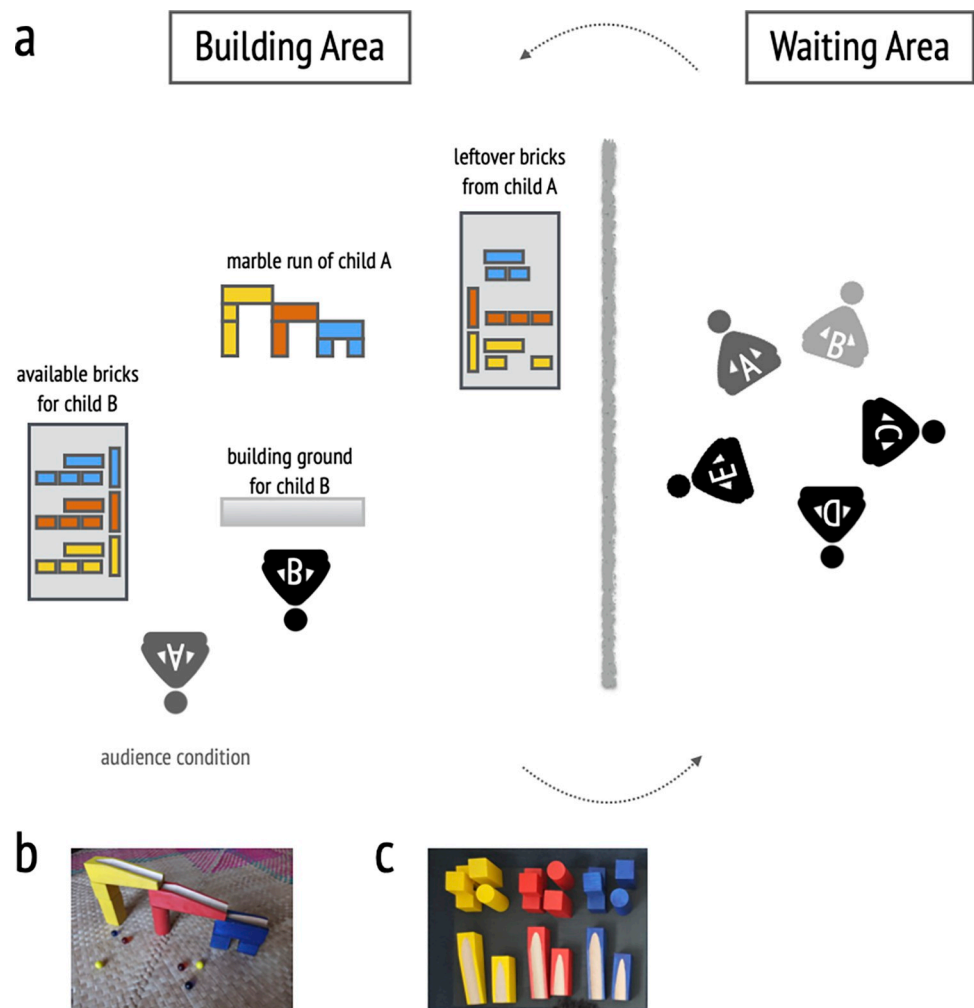 a
Building Area
Waiting Area
leftover bricks
from child A
marble run of child A
available bricks
for child B
building ground
for child B
B
A
audience condition
A
B
C
D
E
b
c